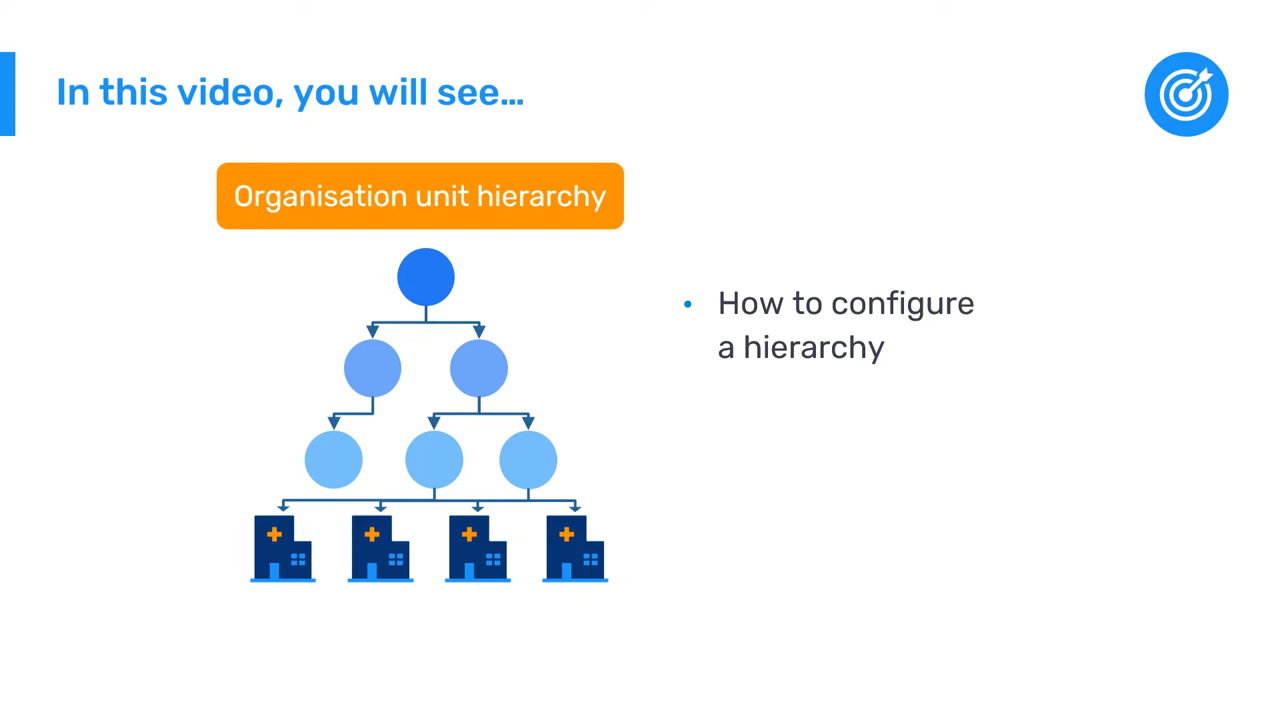 In this video, you will see...
Organisation unit hierarchy
• How to configure
a hierarchy